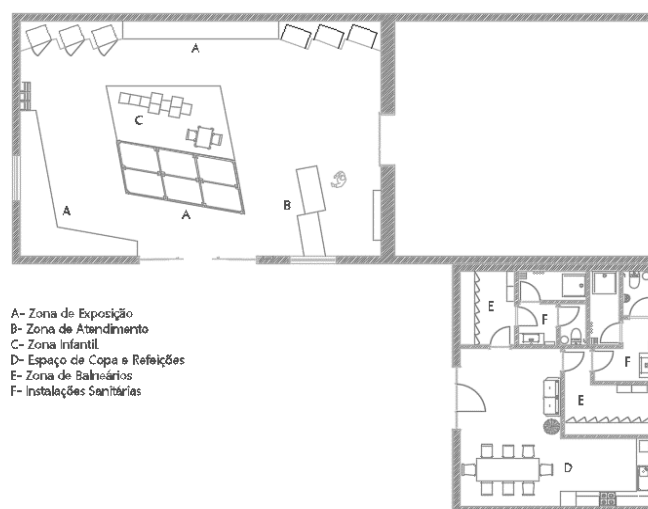 A
C
A
A
B
A- Zona de Exposição
B- Zona de Atendimento
C- Zona Infantil
D- Espaço de Copa e Refeições
E- Zona de Balneários
F- Instalações Sanitárias
E
F
F
E
D